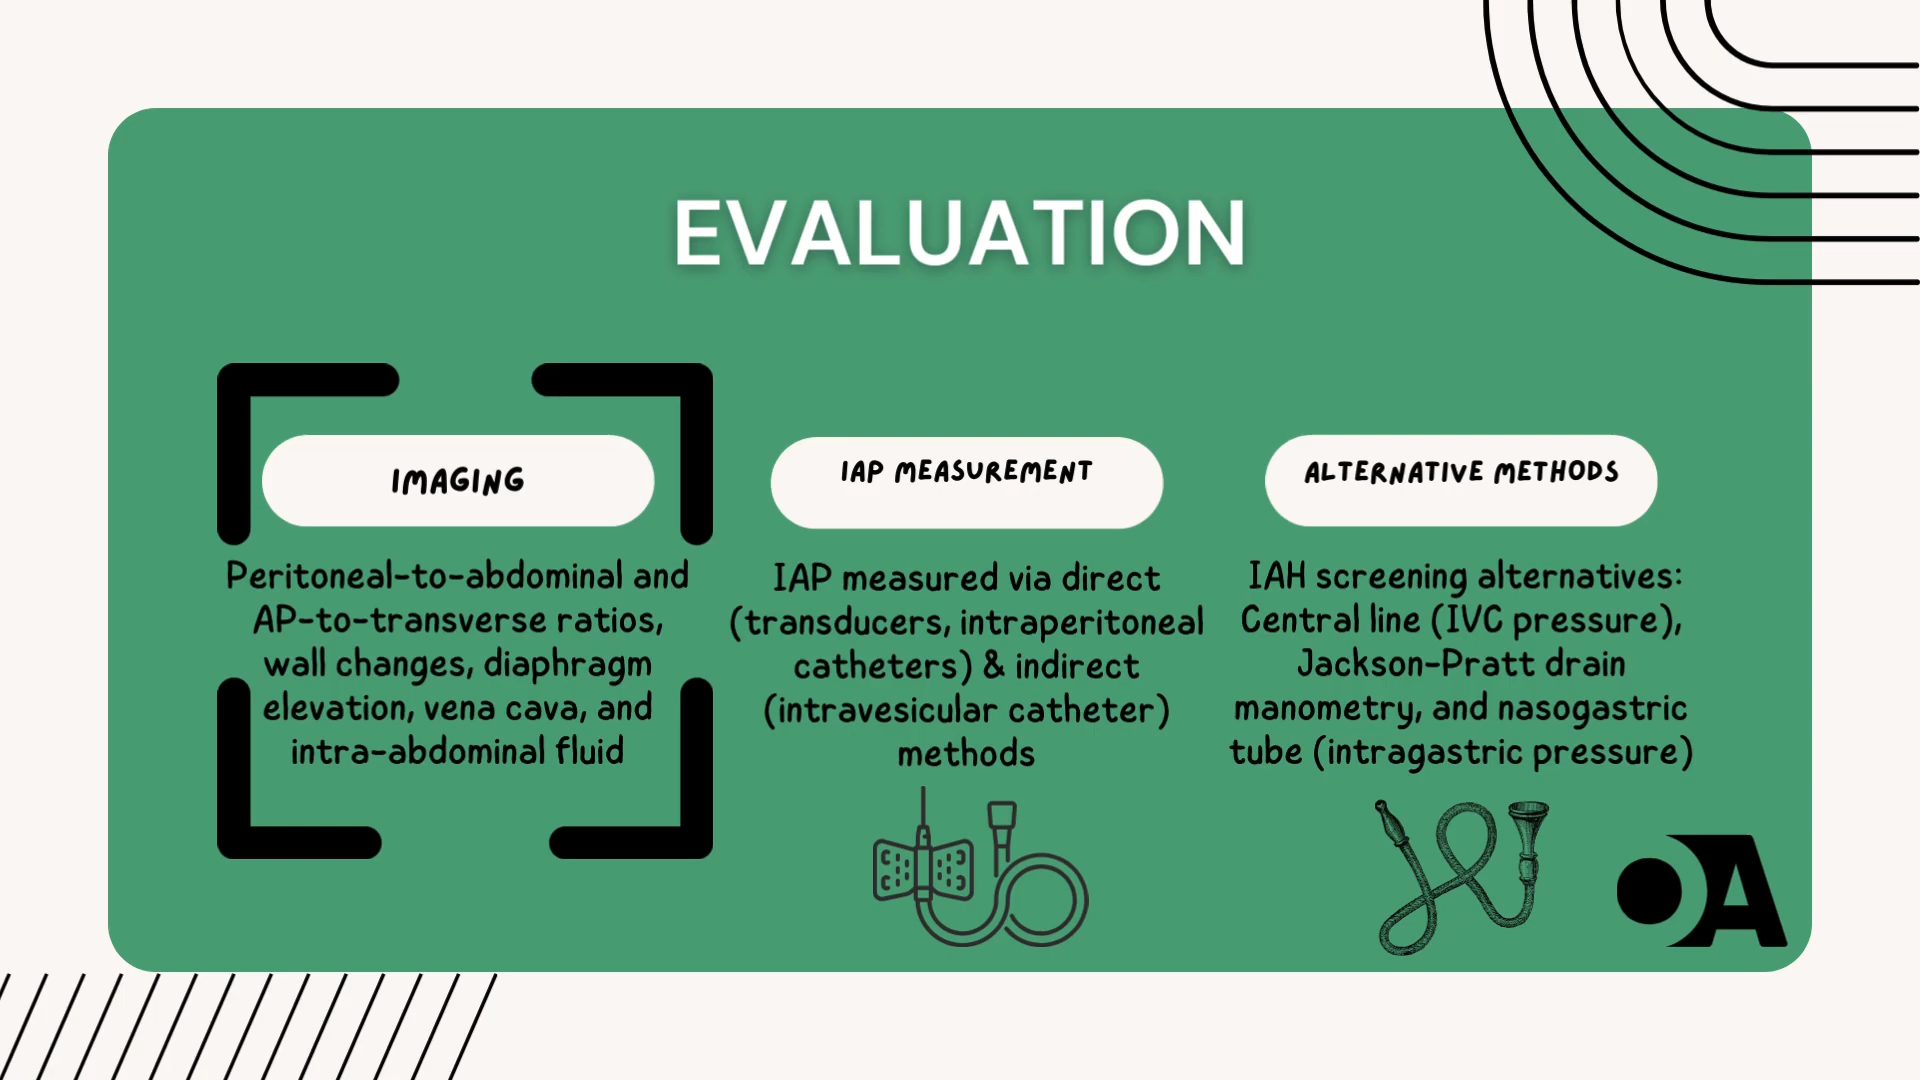 EVALUATION
IMAGING
Peritoneal-to-abdominal and
AP-to-transverse ratios,
wall changes, diaphragm
elevation, vena cava, and
intra-abdominal fluid
IAP MEASUREMENT
IAP measured via direct
(transducers, intraperitoneal
catheters) & indirect
(intravesicular catheter)
methods
ALTERNATIVE METHODS
IAH screening alternatives:
Central line (IVC pressure),
Jackson-Pratt drain
manometry, and nasogastric
tube (intragastric pressure)
OA